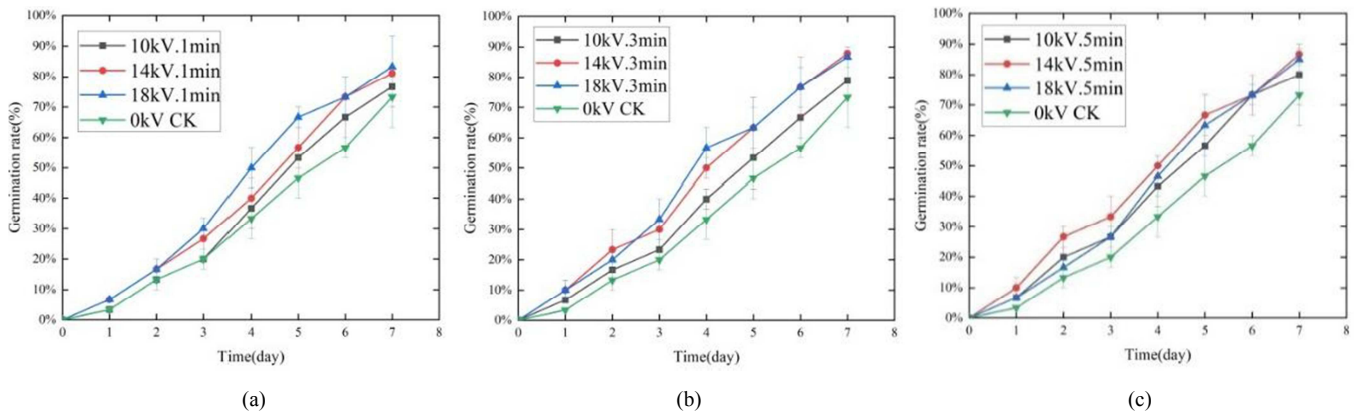 100%
90%
80%
70%
60%
50%
40%
30%
20%
10%
0%
Germination rate(%)
10kV.1min
14kV.1min
18kV.1min
0kV CK
0 1 2 3 4 5 6 7 8
Time(day)
(a)
100%
90%
80%
70%
60%
50%
40%
30%
20%
10%
0%
Germination rate(%)
10kV.3min
14kV.3min
18kV.3min
0kV CK
0 1 2 3 4 5 6 7 8
Time(day)
(b)
100%
90%
80%
70%
60%
50%
40%
30%
20%
10%
0%
Germination rate(%)
10kV.5min
14kV.5min
18kV.5min
0kV CK
0 1 2 3 4 5 6 7 8
Time(day)
(c)